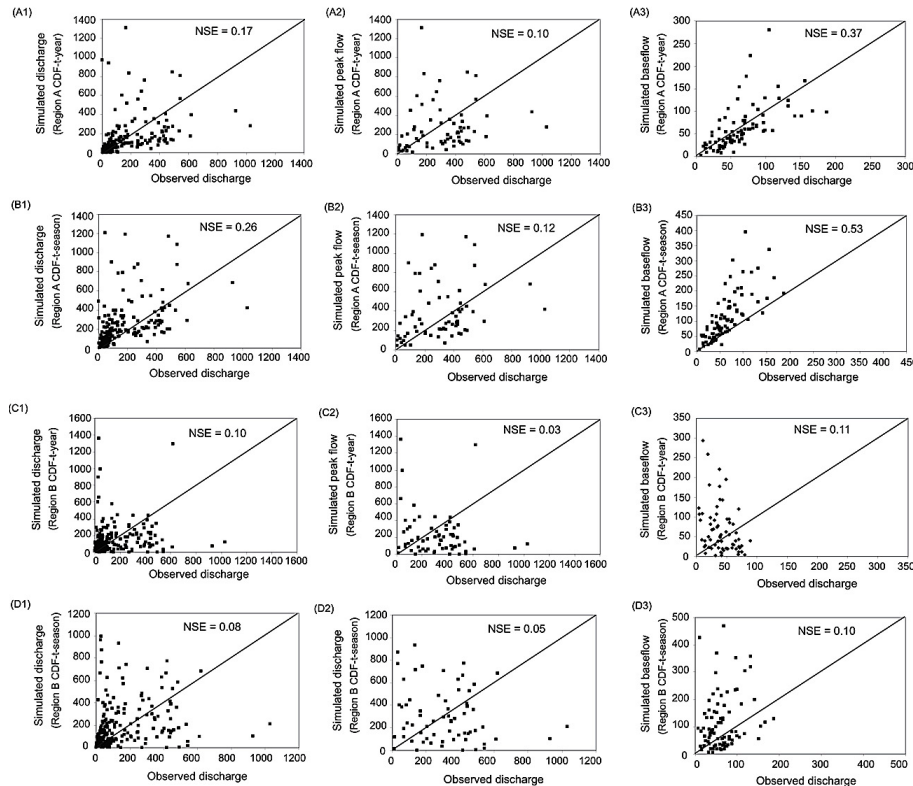 (A1)
NSE = 0.17
Simulated discharge
(Region A CDF-t-year)
1400
1200
1000
800
600
400
200
0
0 200 400 600 800 1000 1200 1400
Observed discharge
(A2)
NSE = 0.10
Simulated peak flow
(Region A CDF-t-year)
1400
1200
1000
800
600
400
200
0
0 200 400 600 800 1000 1200 1400
Observed discharge
(A3)
NSE = 0.37
Simulated baseflow
(Region A CDF-t-year)
300
250
200
150
100
50
0
0 50 100 150 200 250 300
Observed discharge
(B1)
NSE = 0.26
Simulated discharge
(Region A CDF-t-season)
1400
1200
1000
800
600
400
200
0
0 200 400 600 800 1000 1200 1400
Observed discharge
(B2)
NSE = 0.12
Simulated peak flow
(Region A CDF-t-season)
1400
1200
1000
800
600
400
200
0
0 200 400 600 800 1000 1200 1400
Observed discharge
(B3)
NSE = 0.53
Simulated baseflow
(Region A CDF-t-season)
450
400
350
300
250
200
150
100
50
0
0 50 100 150 200 250 300 350 400 45
Observed discharge
(C1)
NSE = 0.10
Simulated discharge
(Region B CDF-t-year)
1600
1400
1200
1000
800
600
400
200
0
0 200 400 600 800 1000 1200 1400 1600
Observed discharge
(C2)
NSE = 0.03
Simulated peak flow
(Region B CDF-t-year)
1600
1400
1200
1000
800
600
400
200
0
0 200 400 600 800 1000 1200 1400 1600
Observed discharge
(C3)
NSE = 0.11
Simulated baseflow
(Region B CDF-t-year)
350
300
250
200
150
100
50
0
0 50 100 150 200 250 300 350
Observed discharge
(D1)
NSE = 0.08
Simulated discharge
(Region B CDF-t-season)
1200
1000
800
600
400
200
0
0 200 400 600 800 1000 1200
Observed discharge
(D2)
NSE = 0.05
Simulated discharge
(Region B CDF-t-season)
1200
1000
800
600
400
200
0
0 200 400 600 800 1000 1200
Observed discharge
(D3)
NSE = 0.10
Simulated baseflow
(Region B CDF-t-season)
500
400
300
200
100
0
0 100 200 300 400 500
Observed discharge